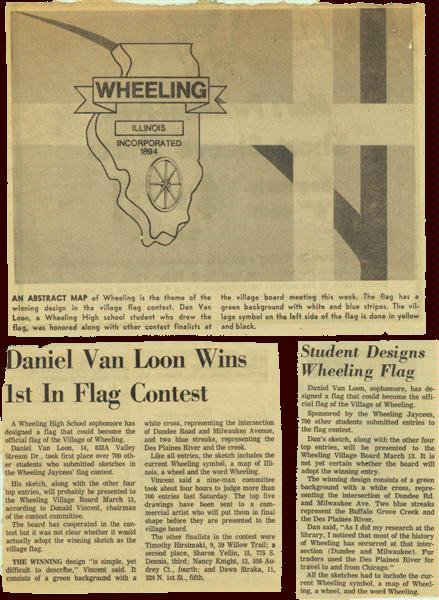 WHEELING
ILLINOIS
INCORPORATED
1894
AN ABSTRACT MAP of Wheeling is the theme of the
winning design in the village flag contest. Dan Van
Loon, a Wheeling High school student who drew the
flag, was honored along with other contest finalists at
the village board meeting this week. The flag has a
green background with white and blue stripes. The vil-
lage symbol on the left side of the flag is done in yellow
and black.
Daniel Van Loon Wins
1st In Flag Contest
A Wheeling High School sophomore has
designed a flag that could become the
official flag of the Village of Wheeling.
Daniel Van Loon, 14, 833A Valley
Stream Dr., took first place over 700 oth-
er students who submitted sketches in
the Wheeling Jaycees' flag contest.
His sketch, along with the other four
top entries, will probably be presented to
the Wheeling Village Board March 13,
according to Donald Vincent, chairman
of the contest committee.
The board has cooperated in the con-
test but it was not clear whether it would
actually adopt the winning sketch as the
village flag.
THE WINNING design "is simple, yet
difficult to describe," Vincent said. It
consists of a green background with a
white cross, representing the intersection
of Dundee Road and Milwaukee Avenue,
and two blue streaks, representing the
Des Plaines River and the creek.
Like all entries, the sketch includes the
current Wheeling symbol, a map of Illi-
nois, a wheel and the word Wheeling.
Vincent said a nine-man committee
took about four hours to judge more than
700 entries last Saturday. The top five
drawings have been sent to a com-
mercial artist who will put them in final
shape before they are presented to the
village board.
The other finalists in the contest were
Timothy Hirsimaki, 9, 39 Willow Trail; a
second place, Sharon Yellin, 15, 775 S.
Dennis, third; Nancy Knight, 13, 550 Au-
drey Ct., fourth; and Dawn Straka, 11,
324 N. 1st St., fifth.
Student Designs
Wheeling Flag
Daniel Van Loon, sophomore, has de-
signed a flag that could become the offi-
cial flag of the Village of Wheeling.
Sponsored by the Wheeling Jaycees,
700 other students submitted entries to
the flag contest.
Dan's sketch, along with the other four
top entries, will be presented to the
Wheeling Village Board March 13. It is
not yet certain whether the board will
adopt the winning entry.
The winning design consists of a green
background with a white cross, repre-
senting the intersection of Dundee Rd.
and Milwaukee Ave. Two blue streaks
represent the Buffalo Grove Creek and
the Des Plaines River.
Dan said, "As I did my research at the
library, I noticed that most of the history
of Wheeling has occurred at that inter-
section (Dundee and Milwaukee). Fur
traders used the Des Plaines River for
travel to and from Chicago."
All the sketches had to include the cur-
rent Wheeling symbol, a map of Wheel-
ing, a wheel, and the word Wheeling.